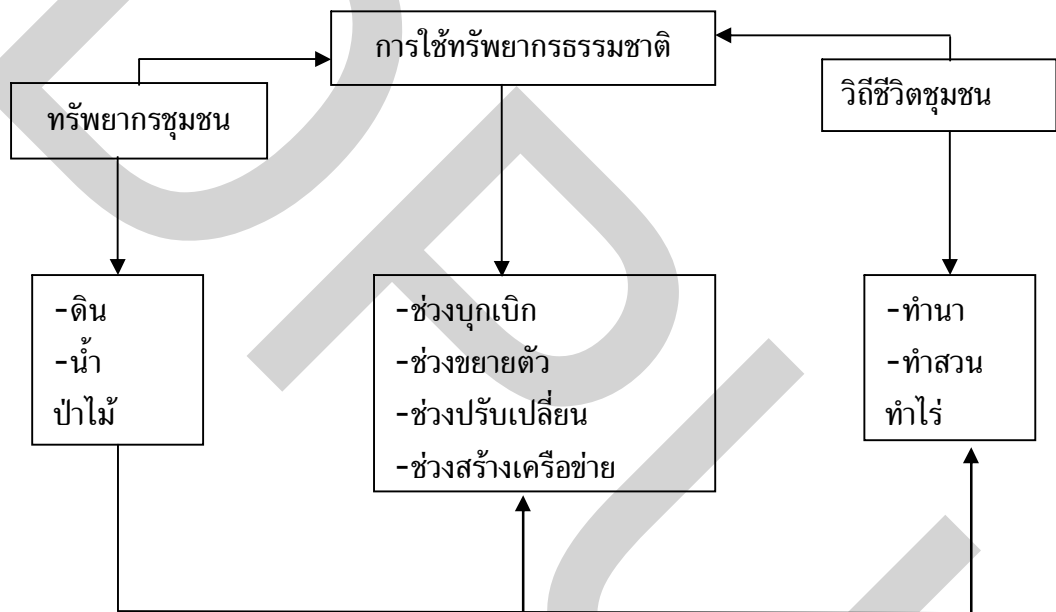 การใช้ทรัพยากรธรรมชาติ
ทรัพยากรชุมชน
วิถีชีวิตชุมชน
-ดิน
-น้ำ
ป่าไม้
-ช่วงบุกเบิก
-ช่วงขยายตัว
-ช่วงปรับเปลี่ยน
-ช่วงสร้างเครือข่าย
-ทำนา
-ทำสวน
ทำไร่